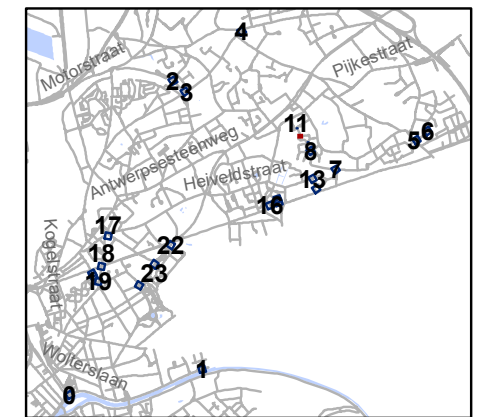 4
Motorstraat
Pijkestraat
2
3
11
6
5
Antwerpsesteenweg
8
Heiveldstraat
7
13
16
17
Kogelstraat
22
18
19
23
Wolterslaan
1
0